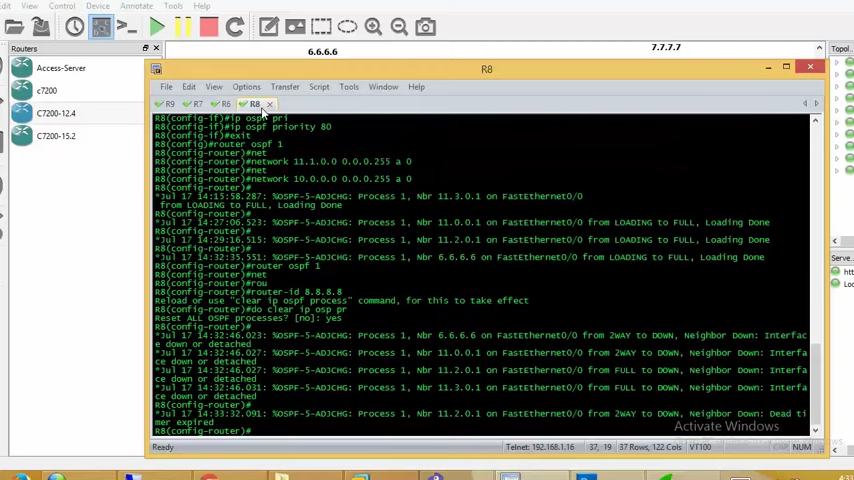 dit View Control Device Annotate Tools Help
Routers
Topol
6.6.6.6
7.7.7.7
Access-Server
c7200
C7200-12.4
C7200-15.2
R8
File Edit View Options Transfer Script Tools Window Help
R9 R7 R6 R8
R8(config-if)#ip ospf pri
R8(config-if)#ip ospf priority 80
R8(config-if)#exit
R8(config)#router ospf 1
R8(config-router)#net
R8(config-router)#network 11.1.0.0 0.0.0.255 a 0
R8(config-router)#net
R8(config-router)#network 10.0.0.0 0.0.0.255 a 0
R8(config-router)#
*Jul 17 14:15:58.287: %OSPF-5-ADJCHG: Process 1, Nbr 11.3.0.1 on FastEthernet0/0
from LOADING to FULL, Loading Done
R8(config-router)#
*Jul 17 14:27:06.523: %OSPF-5-ADJCHG: Process 1, Nbr 11.0.0.1 on FastEthernet0/0 from LOADING to FULL, Loading Done
R8(config-router)#
*Jul 17 14:29:16.515: %OSPF-5-ADJCHG: Process 1, Nbr 11.2.0.1 on FastEthernet0/0 from LOADING to FULL, Loading Done
R8(config-router)#
*Jul 17 14:32:35.551: %OSPF-5-ADJCHG: Process 1, Nbr 6.6.6.6 on FastEthernet0/0 from LOADING to FULL, Loading Done
R8(config-router)#router ospf 1
R8(config-router)#net
R8(config-router)#rou
R8(config-router)#router-id 8.8.8.8
Reload or use "clear ip ospf process" command, for this to take effect
R8(config-router)#do clear ip osp pr
Reset ALL OSPF processes? [no]: yes
R8(config-router)#
*Jul 17 14:32:46.023: %OSPF-5-ADJCHG: Process 1, Nbr 6.6.6.6 on FastEthernet0/0 from 2WAY to DOWN, Neighbor Down: Interfac
e down or detached
*Jul 17 14:32:46.027: %OSPF-5-ADJCHG: Process 1, Nbr 11.0.0.1 on FastEthernet0/0 from 2WAY to DOWN, Neighbor Down: Interfa
ce down or detached
*Jul 17 14:32:46.027: %OSPF-5-ADJCHG: Process 1, Nbr 11.2.0.1 on FastEthernet0/0 from FULL to DOWN, Neighbor Down: Interfa
ce down or detached
*Jul 17 14:32:46.031: %OSPF-5-ADJCHG: Process 1, Nbr 11.3.0.1 on FastEthernet0/0 from FULL to DOWN, Neighbor Down: Interfa
ce down or detached
R8(config-router)#
*Jul 17 14:33:32.091: %OSPF-5-ADJCHG: Process 1, Nbr 11.2.0.1 on FastEthernet0/0 from 2WAY to DOWN, Neighbor Down: Dead ti
mer expired
R8(config-router)#
Serve
htt
Loc
Activate Windows
Ready
Telnet: 192.168.1.16 37, 19 37 Rows, 122 Cols VT100 CAP NUM
4:33